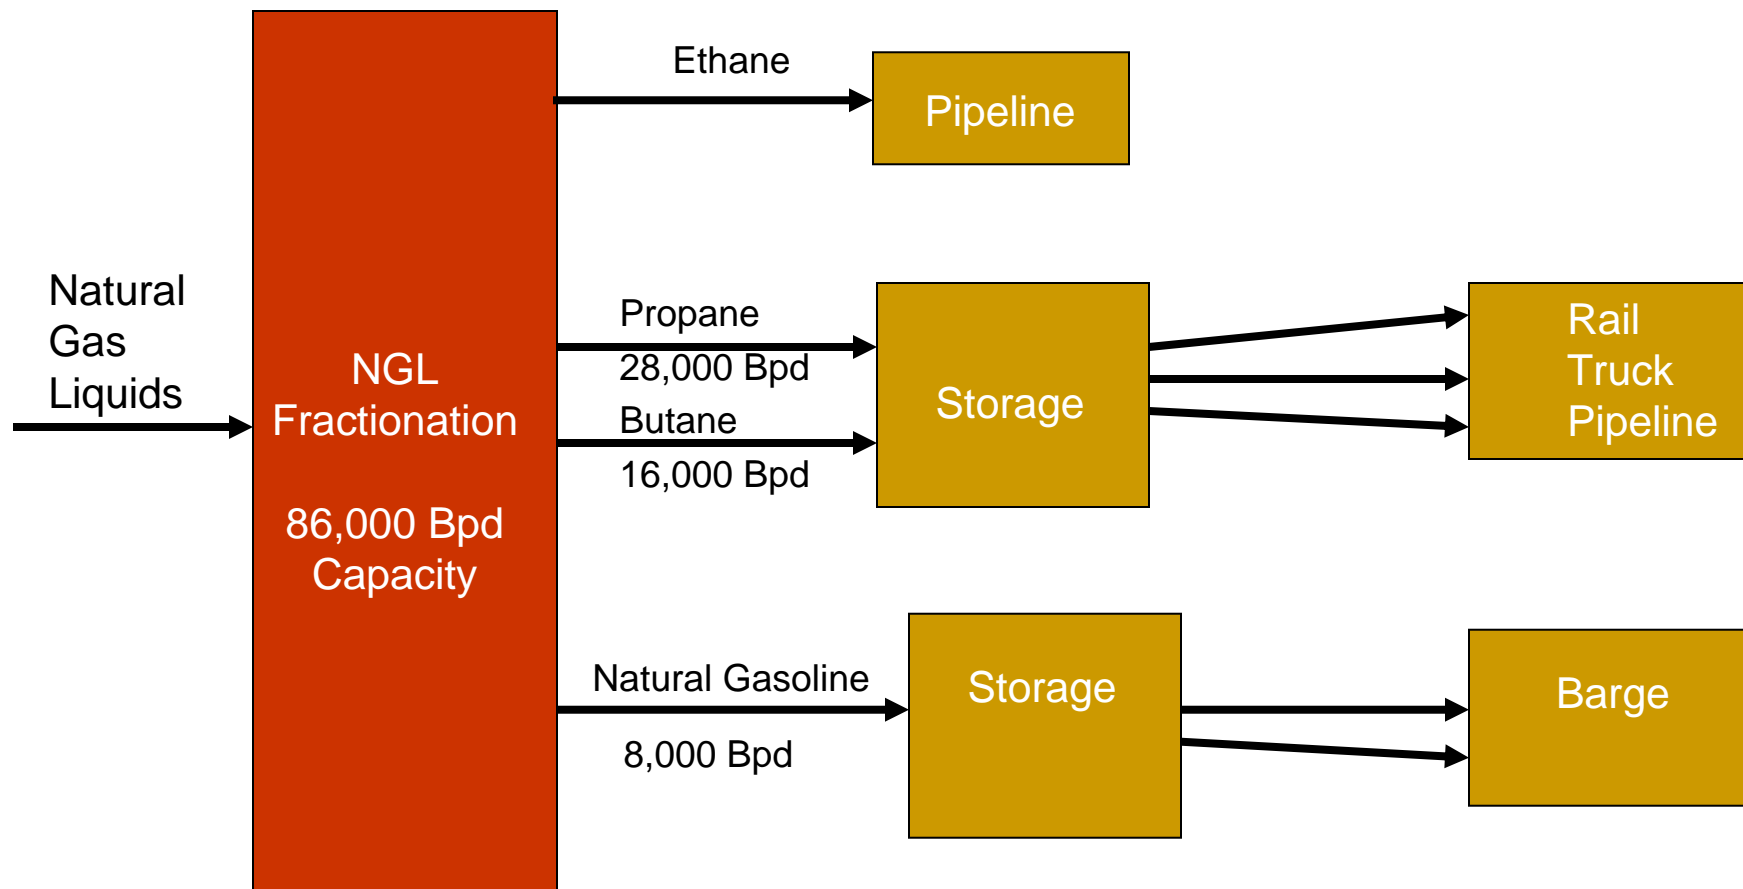 Ethane
Pipeline
Natural
Gas
Liquids
NGL
Fractionation
86,000 Bpd
Capacity
Propane
28,000 Bpd
Butane
16,000 Bpd
Storage
Rail
Truck
Pipeline
Natural Gasoline
8,000 Bpd
Storage
Barge